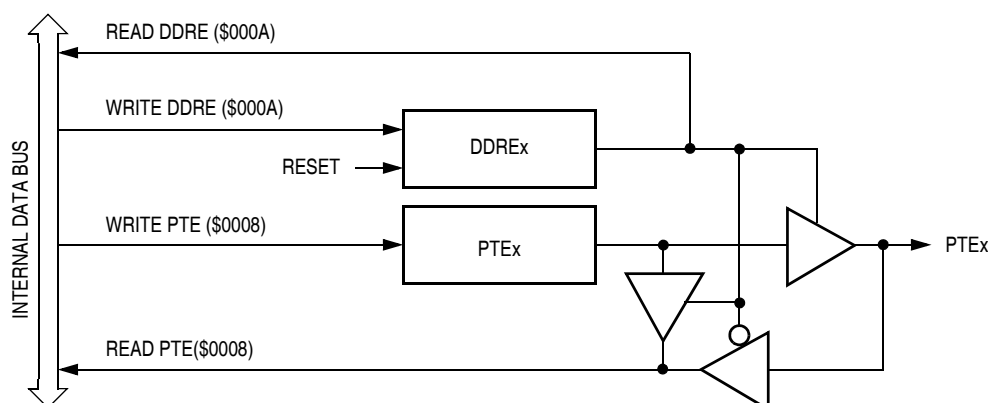 READ DDRE ($000A)
WRITE DDRE ($000A)
DDREx
RESET
INTERNAL DATA BUS
WRITE PTE ($0008)
PTEx
PTEx
READ PTE($0008)